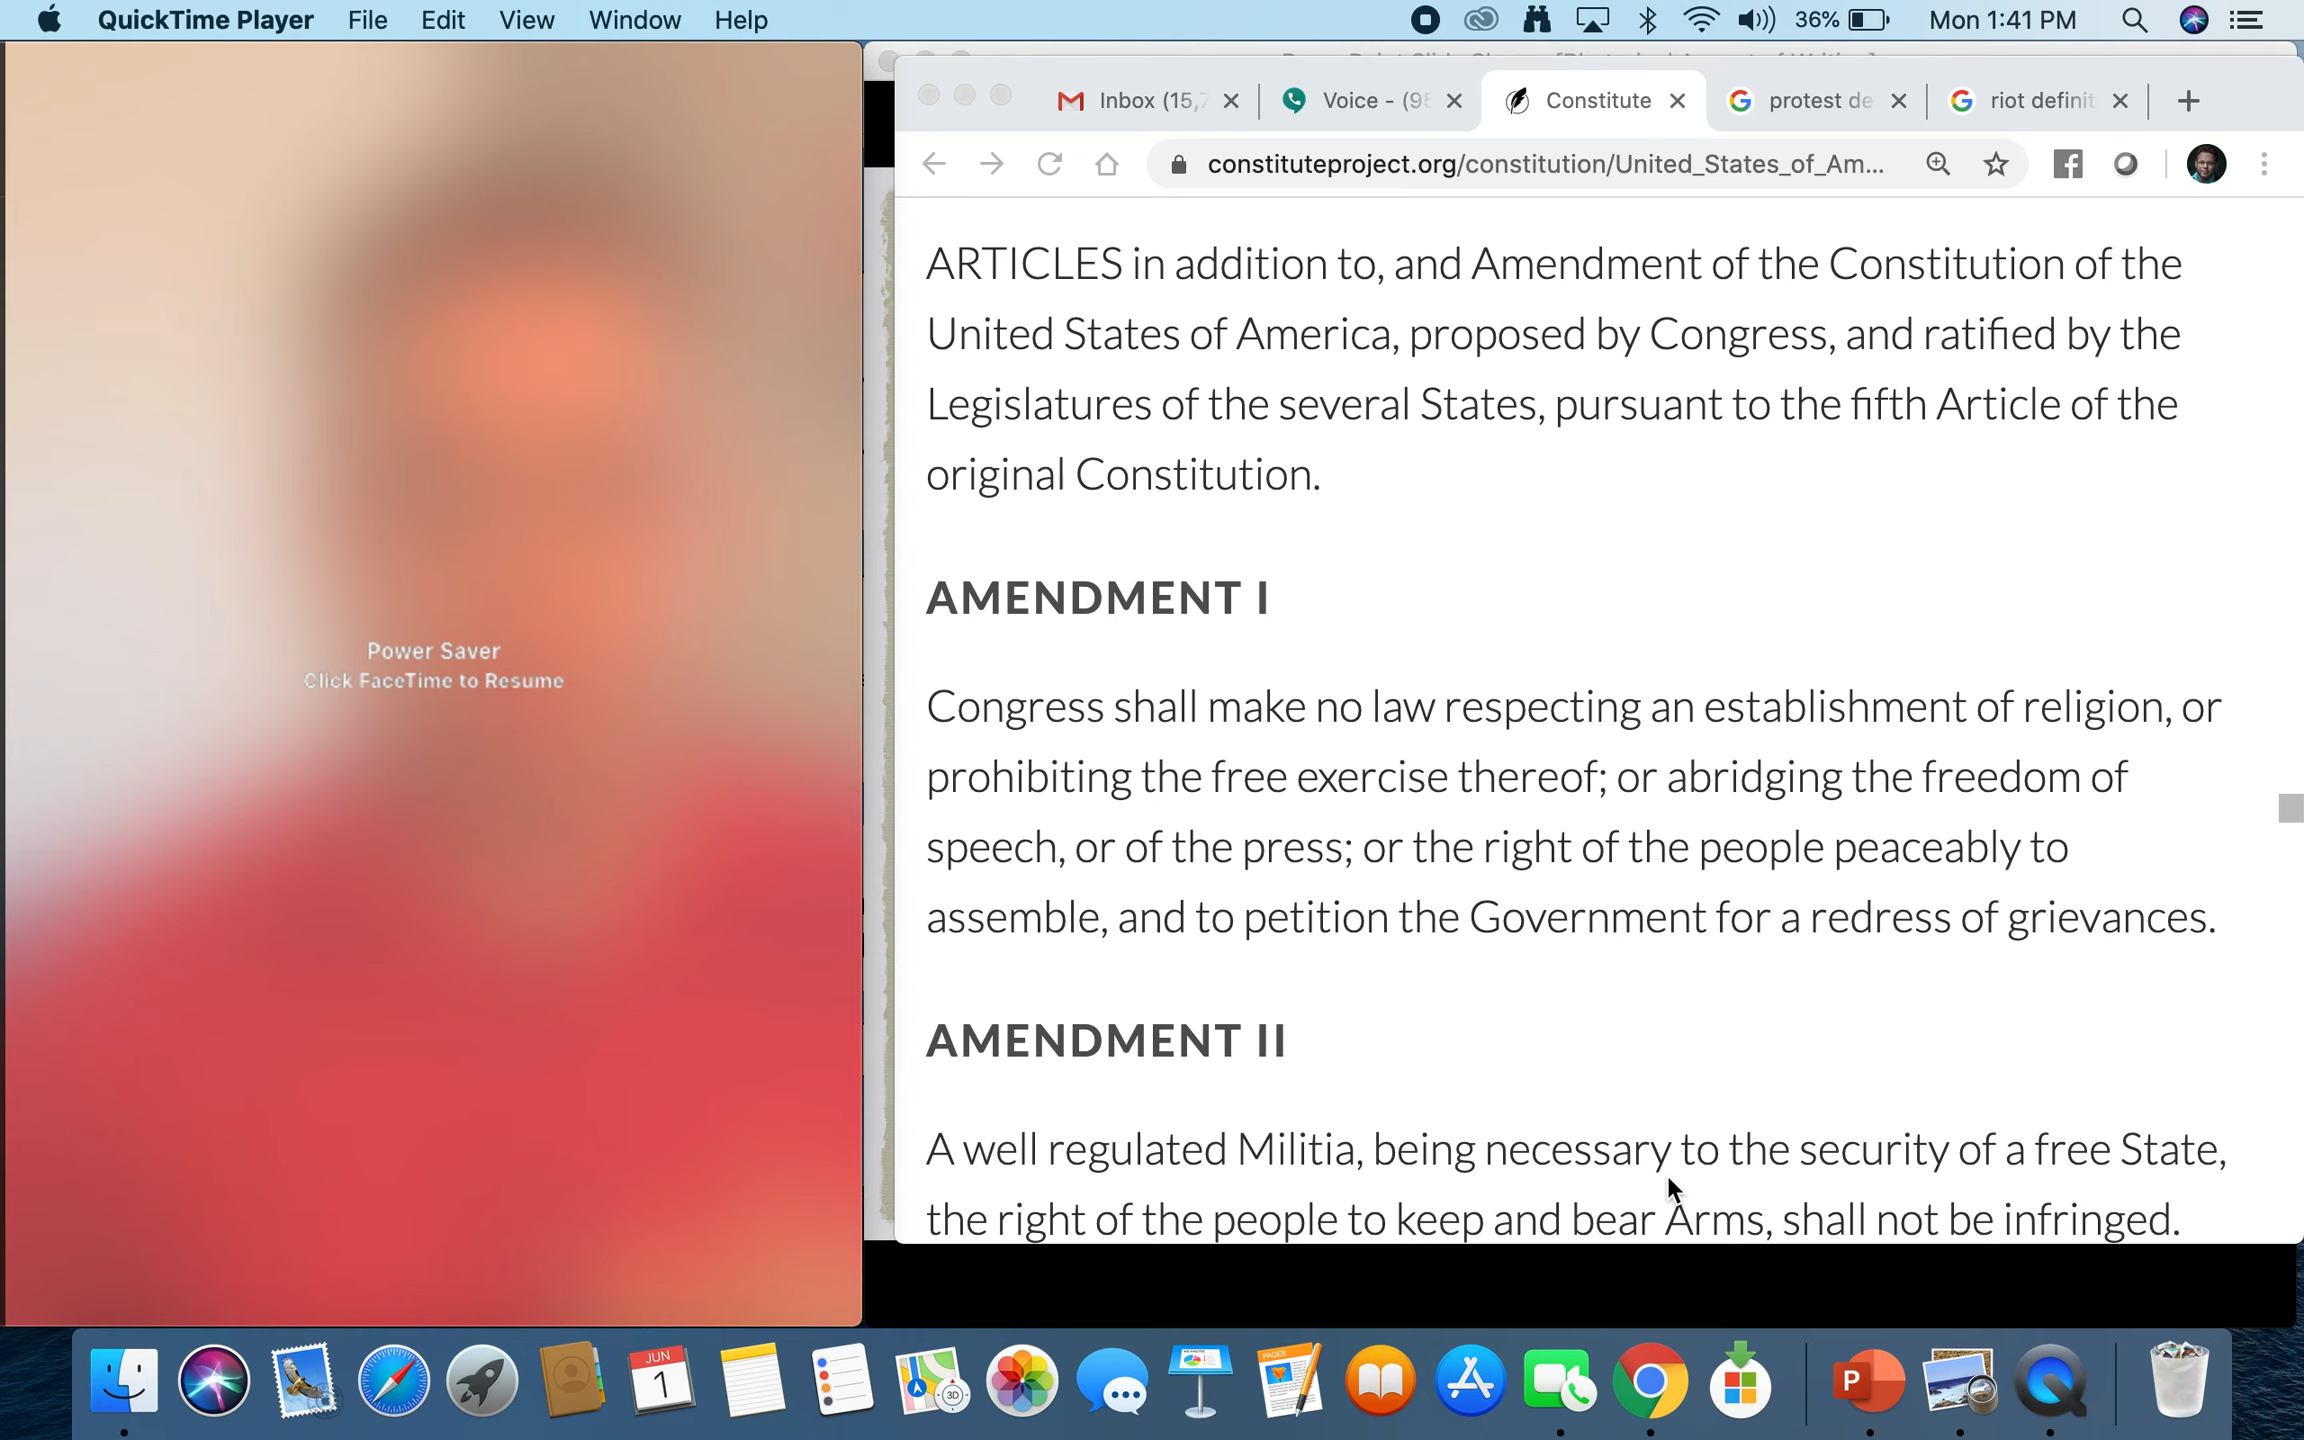 QuickTime Player File Edit View Window Help 36% Mon 1:41 PM
Inbox (15,7 Voice - (95 Constitute protest de riot definit
constituteproject.org/constitution/United_States_of_Am...
ARTICLES in addition to, and Amendment of the Constitution of the
United States of America, proposed by Congress, and ratified by the
Legislatures of the several States, pursuant to the fifth Article of the
original Constitution.
AMENDMENT I
Congress shall make no law respecting an establishment of religion, or
prohibiting the free exercise thereof; or abridging the freedom of
speech, or of the press; or the right of the people peaceably to
assemble, and to petition the Government for a redress of grievances.
AMENDMENT II
A well regulated Militia, being necessary to the security of a free State,
the right of the people to keep and bear Arms, shall not be infringed.
Power Saver
Click FaceTime to Resume
JUN
1
PAGES
3D
P